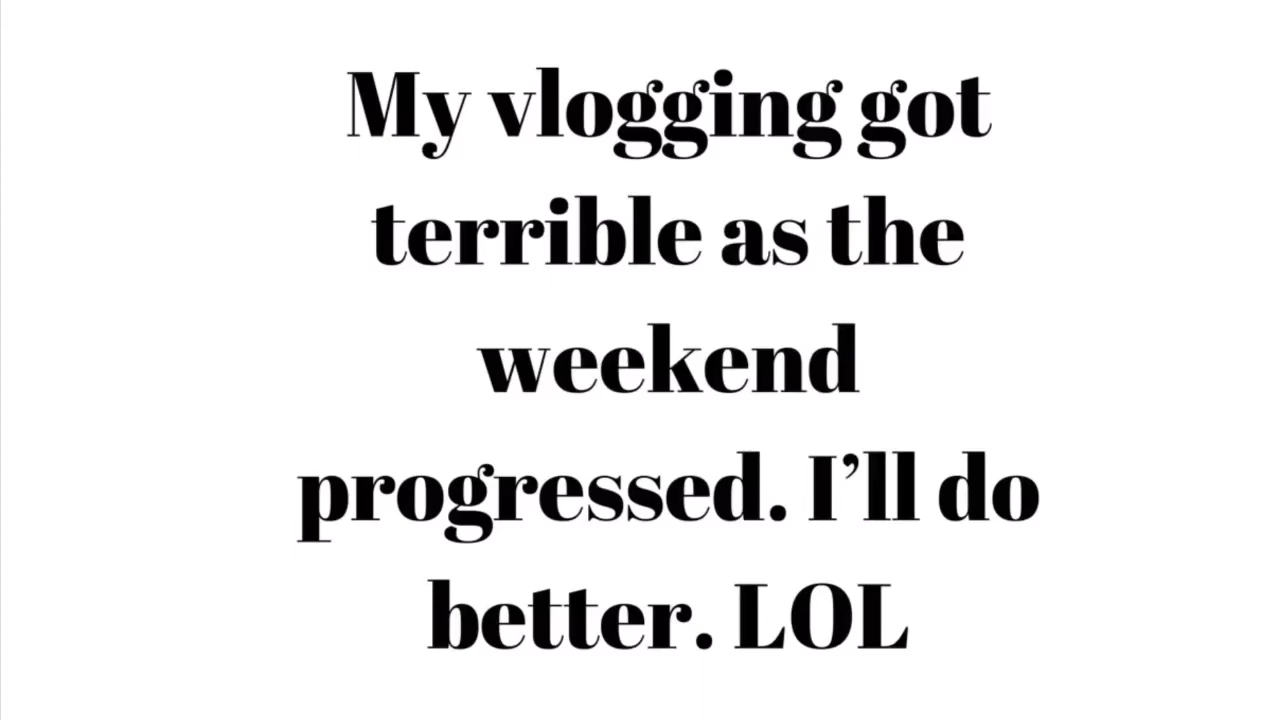 My vlogging got
terrible as the
weekend
progressed. I’ll do
better. LOL